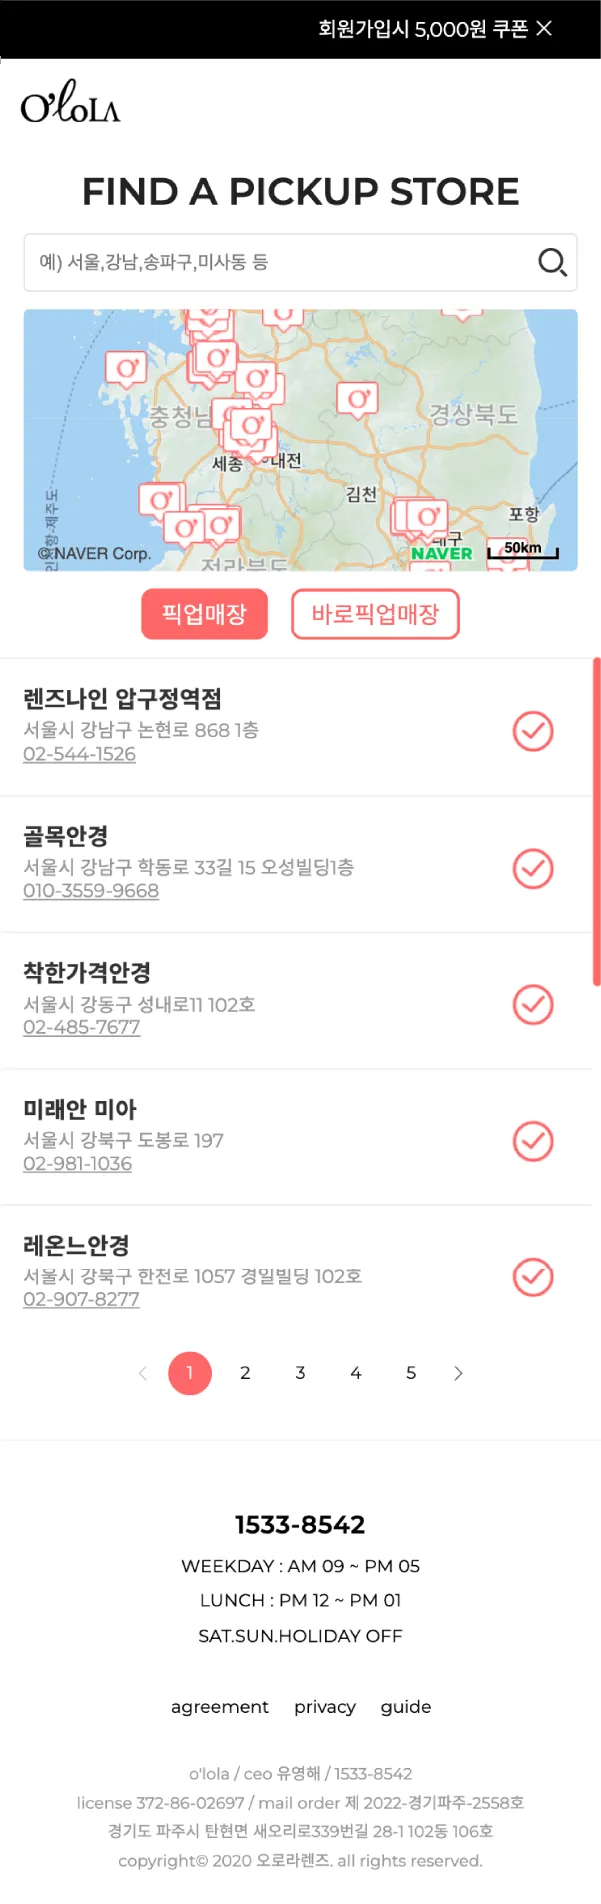 회원가입시 5,000원 쿠폰
O'loLA
FIND A PICKUP STORE
예) 서울,강남,송파구,미사동 등
충청남
경상북도
세종
대전
김천
포항
대구
전라북도
인천항-제주도
© NAVER Corp.
NAVER
50km
픽업매장
바로픽업매장
렌즈나인 압구정역점
서울시 강남구 논현로 868 1층
02-544-1526
골목안경
서울시 강남구 학동로 33길 15 오성빌딩1층
010-3559-9668
착한가격안경
서울시 강동구 성내로11 102호
02-485-7677
미래안 미아
서울시 강북구 도봉로 197
02-981-1036
레온느안경
서울시 강북구 한천로 1057 경일빌딩 102호
02-907-8277
1 2 3 4 5
1533-8542
WEEKDAY : AM 09 ~ PM 05
LUNCH : PM 12 ~ PM 01
SAT.SUN.HOLIDAY OFF
agreement privacy guide
o'lola / ceo 유영해 / 1533-8542
license 372-86-02697 / mail order 제 2022-경기파주-2558호
경기도 파주시 탄현면 새오리로339번길 28-1 102동 106호
copyright© 2020 오로라렌즈. all rights reserved.